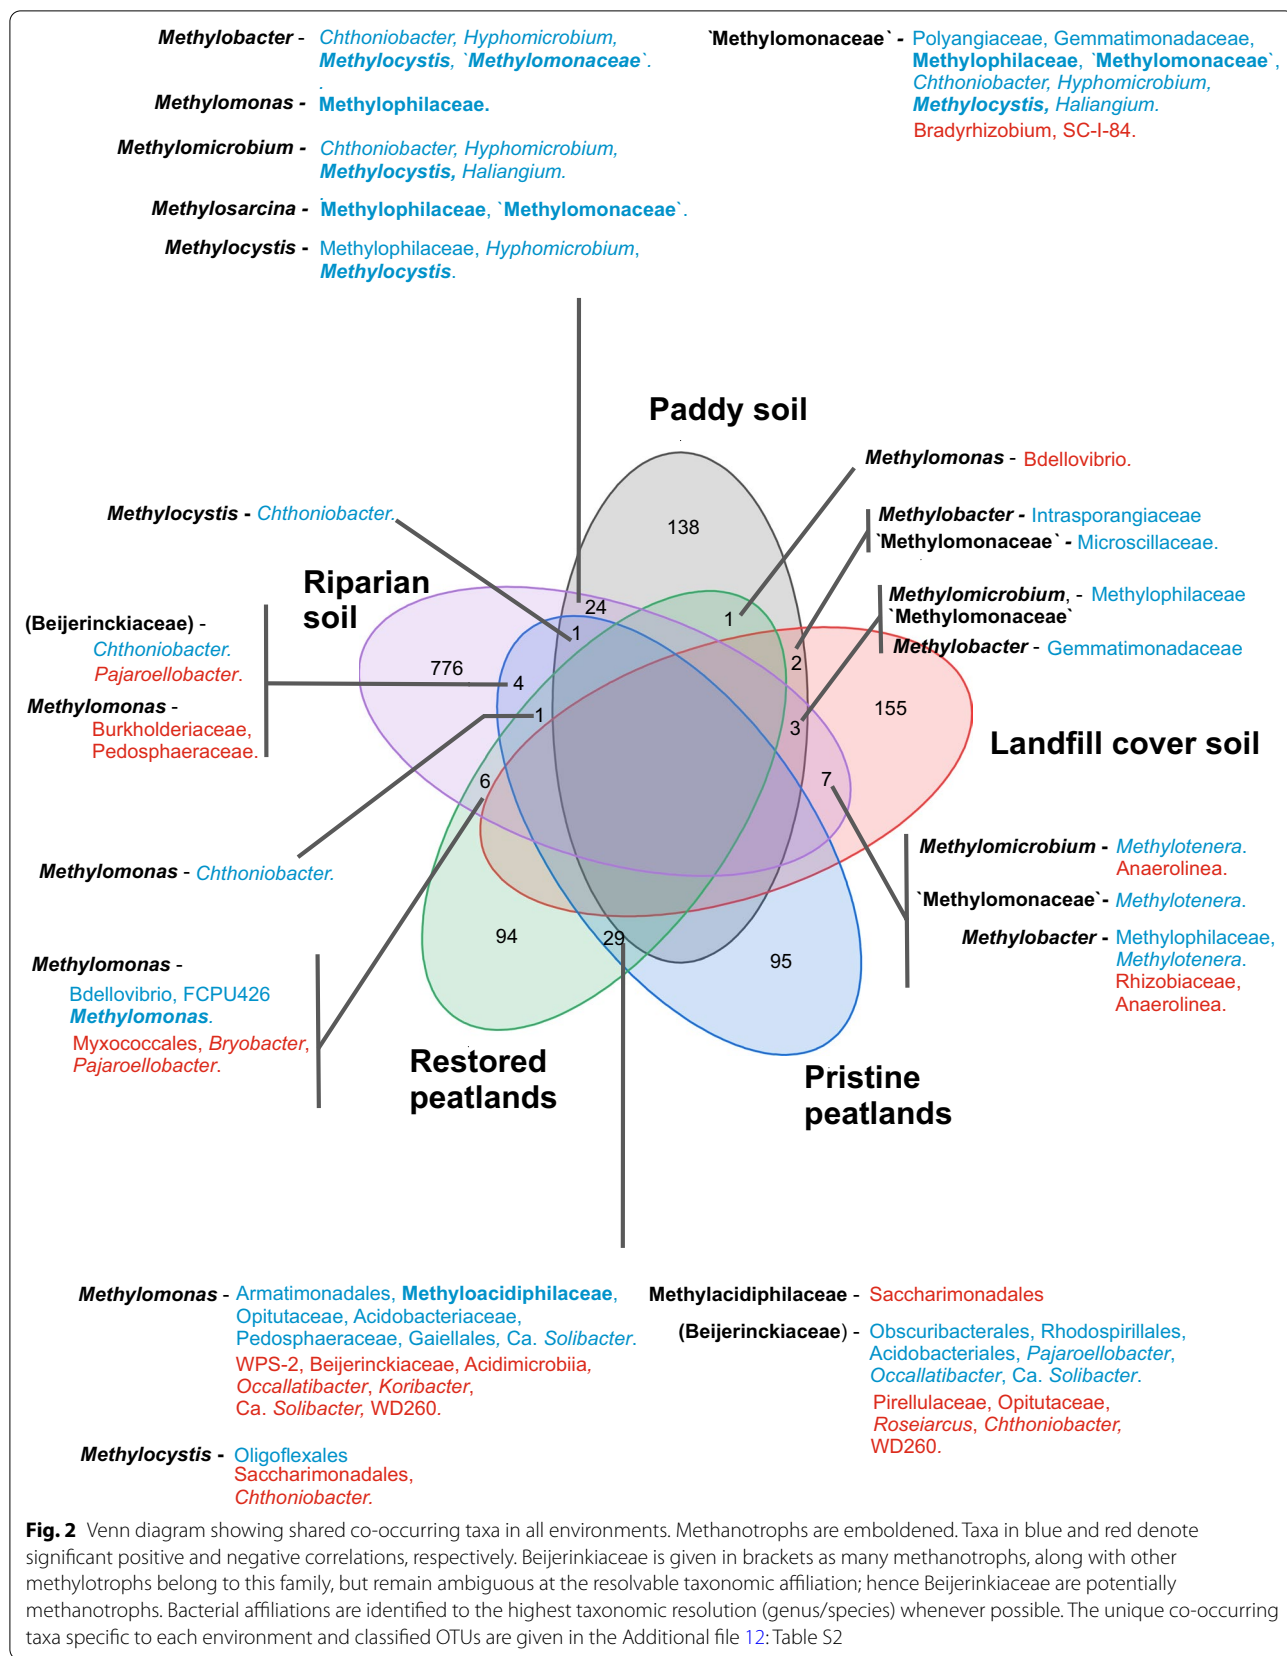 Methylobacter - Chthoniobacter, Hyphomicrobium,
Methylocystis, `Methylomonaceae`.
.
Methylomonas - Methylophilaceae.
Methylomicrobium - Chthoniobacter, Hyphomicrobium,
Methylocystis, Haliangium.
.
Methylosarcina - Methylophilaceae, `Methylomonaceae`.
Methylocystis - Methylophilaceae, Hyphomicrobium,
Methylocystis.
`Methylomonaceae` - Polyangiaceae, Gemmatimonadaceae,
Methylophilaceae, `Methylomonaceae`,
Chthoniobacter, Hyphomicrobium,
Methylocystis, Haliangium.
Bradyrhizobium, SC-I-84.
Paddy soil
Methylomonas - Bdellovibrio.
Methylocystis - Chthoniobacter.
138
Methylobacter - Intrasporangiaceae
`Methylomonaceae` - Microscillaceae.
Riparian
soil
24
1
1
Methylomicrobium, - Methylophilaceae
`Methylomonaceae`
Methylobacter - Gemmatimonadaceae
(Beijerinckiaceae) -
Chthoniobacter.
Pajaroellobacter.
Methylomonas -
Burkholderiaceae,
Pedosphaeraceae.
776
4
1
2
3
155
Landfill cover soil
6
7
Methylomonas - Chthoniobacter.
Methylomicrobium - Methylotenera.
Anaerolinea.
`Methylomonaceae`- Methylotenera.
Methylobacter - Methylophilaceae,
Methylotenera.
Rhizobiaceae,
Anaerolinea.
94
29
95
Methylomonas -
Bdellovibrio, FCPU426
Methylomonas.
Myxococcales, Bryobacter,
Pajaroellobacter.
Restored
peatlands
Pristine
peatlands
Methylomonas - Armatimonadales, Methyloacidiphilaceae,
Opitutaceae, Acidobacteriaceae,
Pedosphaeraceae, Gaiellales, Ca. Solibacter.
WPS-2, Beijerinckiaceae, Acidimicrobiia,
Occallatibacter, Koribacter,
Ca. Solibacter, WD260.
Methylocystis - Oligoflexales
Saccharimonadales,
Chthoniobacter.
Methylacidiphilaceae - Saccharimonadales
(Beijerinckiaceae) - Obscuribacterales, Rhodospirillales,
Acidobacteriales, Pajaroellobacter,
Occallatibacter, Ca. Solibacter.
Pirellulaceae, Opitutaceae,
Roseiarcus, Chthoniobacter,
WD260.
Fig. 2 Venn diagram showing shared co-occurring taxa in all environments. Methanotrophs are emboldened. Taxa in blue and red denote
significant positive and negative correlations, respectively. Beijerinkiaceae is given in brackets as many methanotrophs, along with other
methylotrophs belong to this family, but remain ambiguous at the resolvable taxonomic affiliation; hence Beijerinkiaceae are potentially
methanotrophs. Bacterial affiliations are identified to the highest taxonomic resolution (genus/species) whenever possible. The unique co-occurring
taxa specific to each environment and classified OTUs are given in the Additional file 12: Table S2